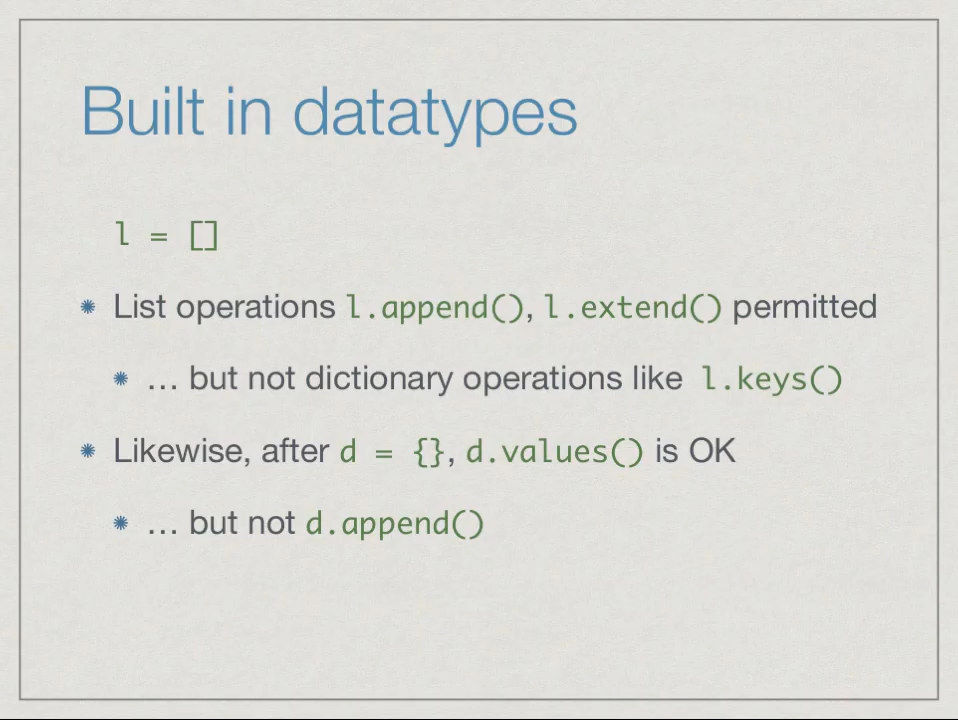 Built in datatypes
l = []
List operations l.append(), l.extend() permitted
… but not dictionary operations like l.keys()
Likewise, after d = {}, d.values() is OK
… but not d.append()